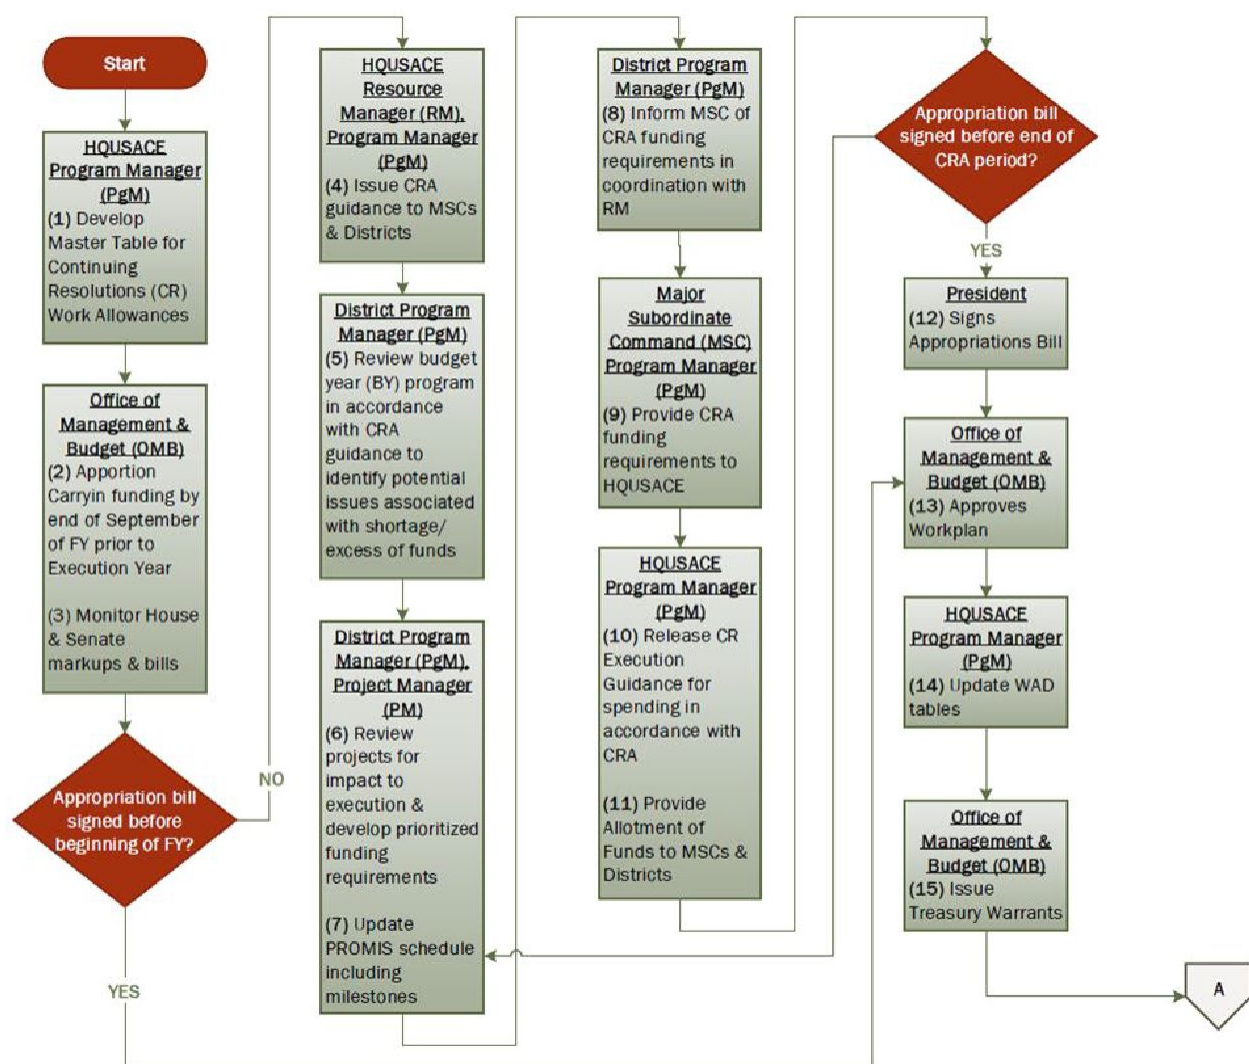 Start
HQUSACE
Program Manager
(PgM)
(1) Develop
Master Table for
Continuing
Resolutions (CR)
Work Allowances
Office of
Management &
Budget (OMB)
(2) Apportion
Carryin funding by
end of September
of FY prior to
Execution Year
(3) Monitor House
& Senate
markups & bills
Appropriation bill
signed before
beginning of FY?
NO
YES
HQUSACE
Resource
Manager (RM),
Program Manager
(PgM)
(4) Issue CRA
guidance to MSCs
& Districts
District Program
Manager (PgM)
(5) Review budget
year (BY) program
in accordance
with CRA
guidance to
identify potential
issues associated
with shortage/
excess of funds
District Program
Manager (PgM),
Project Manager
(PM)
(6) Review
projects for
impact to
execution &
develop prioritized
funding
requirements
(7) Update
PROMIS schedule
including
milestones
District Program
Manager (PgM)
(8) Inform MSC of
CRA funding
requirements in
coordination with
RM
Major
Subordinate
Command (MSC)
Program Manager
(PgM)
(9) Provide CRA
funding
requirements to
HQUSACE
HQUSACE
Program Manager
(PgM)
(10) Release CR
Execution
Guidance for
spending in
accordance with
CRA
(11) Provide
Allotment of
Funds to MSCs &
Districts
Appropriation bill
signed before end of
CRA period?
YES
President
(12) Signs
Appropriations Bill
Office of
Management &
Budget (OMB)
(13) Approves
Workplan
HQUSACE
Program Manager
(PgM)
(14) Update WAD
tables
Office of
Management &
Budget (OMB)
(15) Issue
Treasury Warrants
A